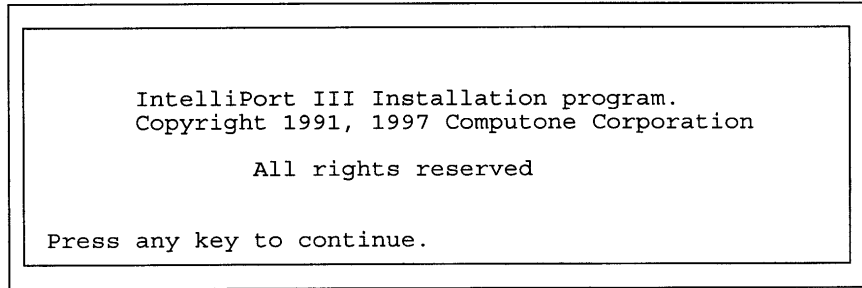 IntelliPort III Installation program.
Copyright 1991, 1997 Computone Corporation
All rights reserved
Press any key to continue.